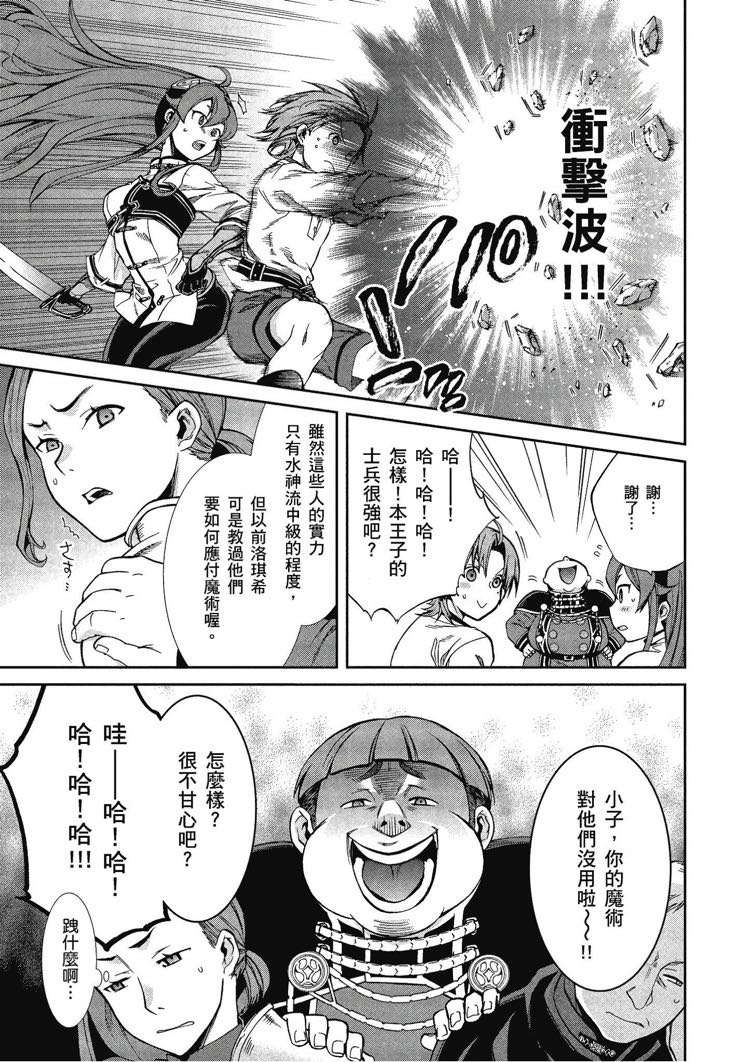 衝擊波!!!
謝…
謝了…
哈——!
哈!哈!哈!
怎樣!本王子的
士兵很強吧?
雖然這些人的實力
只有水神流中級的程度,
但以前洛琪希
可是教過他們
要如何應付魔術喔。
さす…
小子,你的魔術
對他們沒用啦~~!!
怎麼樣?
很不甘心吧?
哇——哈!哈!
哈!哈!哈!!!
跩什麼啊…